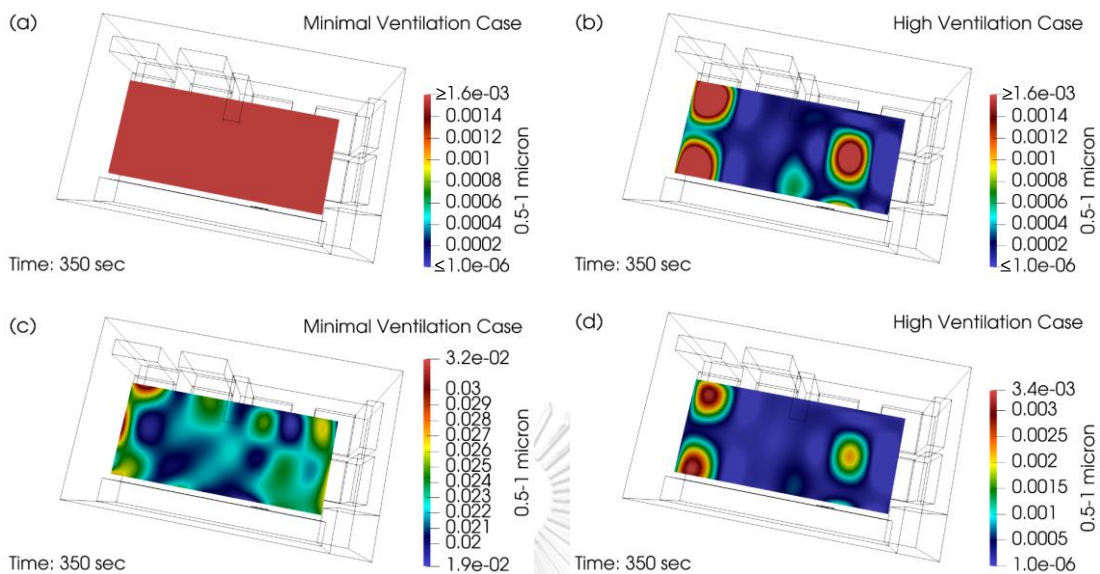 (a)
Minimal Ventilation Case
≥1.6e-03
0.0014
0.0012
0.001
0.0008
0.0006
0.0004
0.0002
≤1.0e-06
0.5-1 micron
Time: 350 sec
(b)
High Ventilation Case
≥1.6e-03
0.0014
0.0012
0.001
0.0008
0.0006
0.0004
0.0002
≤1.0e-06
0.5-1 micron
Time: 350 sec
(c)
Minimal Ventilation Case
3.2e-02
0.03
0.029
0.028
0.027
0.026
0.025
0.024
0.023
0.022
0.021
0.02
1.9e-02
0.5-1 micron
Time: 350 sec
(d)
High Ventilation Case
3.4e-03
0.003
0.0025
0.002
0.0015
0.001
0.0005
1.0e-06
0.5-1 micron
Time: 350 sec